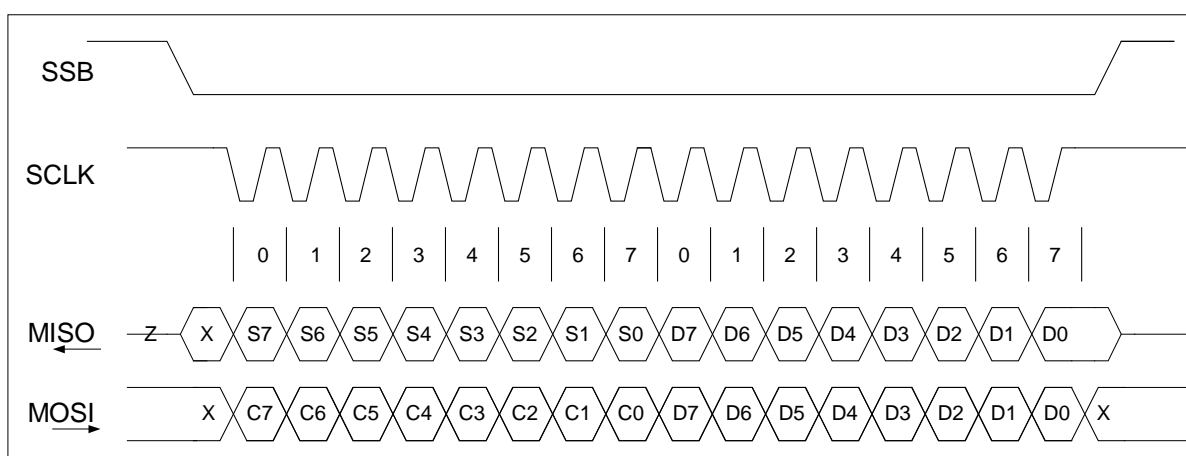 SSB
SCLK
0 1 2 3 4 5 6 7 0 1 2 3 4 5 6 7
MISO Z X S7 S6 S5 S4 S3 S2 S1 S0 D7 D6 D5 D4 D3 D2 D1 D0
MOSI X C7 C6 C5 C4 C3 C2 C1 C0 D7 D6 D5 D4 D3 D2 D1 D0 X